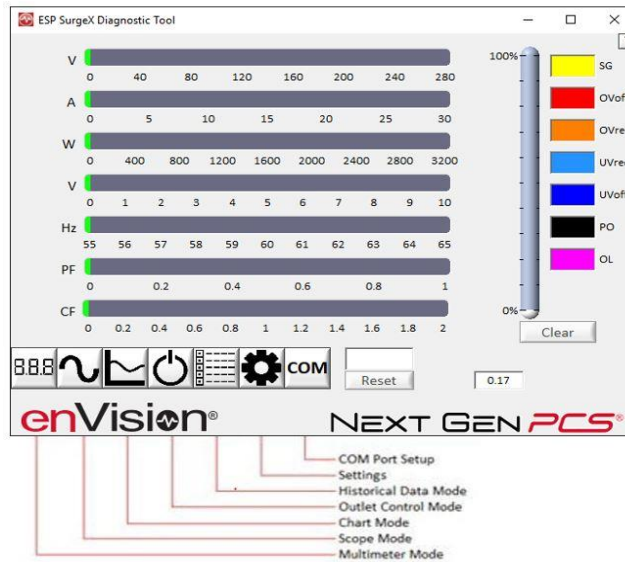 ESP SurgeX Diagnostic Tool
V
0 40 80 120 160 200 240 280
A
0 5 10 15 20 25 30
W
0 400 800 1200 1600 2000 2400 2800 3200
V
0 1 2 3 4 5 6 7 8 9 10
Hz
55 56 57 58 59 60 61 62 63 64 65
PF
0 0.2 0.4 0.6 0.8 1
CF
0 0.2 0.4 0.6 0.8 1 1.2 1.4 1.6 1.8 2
100%
0%
SG
OVoff
OVrec
UVrec
UVoff
PO
OL
Clear
888
COM
Reset
0.17
enVision®
NEXT GEN PCS®
COM Port Setup
Settings
Historical Data Mode
Outlet Control Mode
Chart Mode
Scope Mode
Multimeter Mode